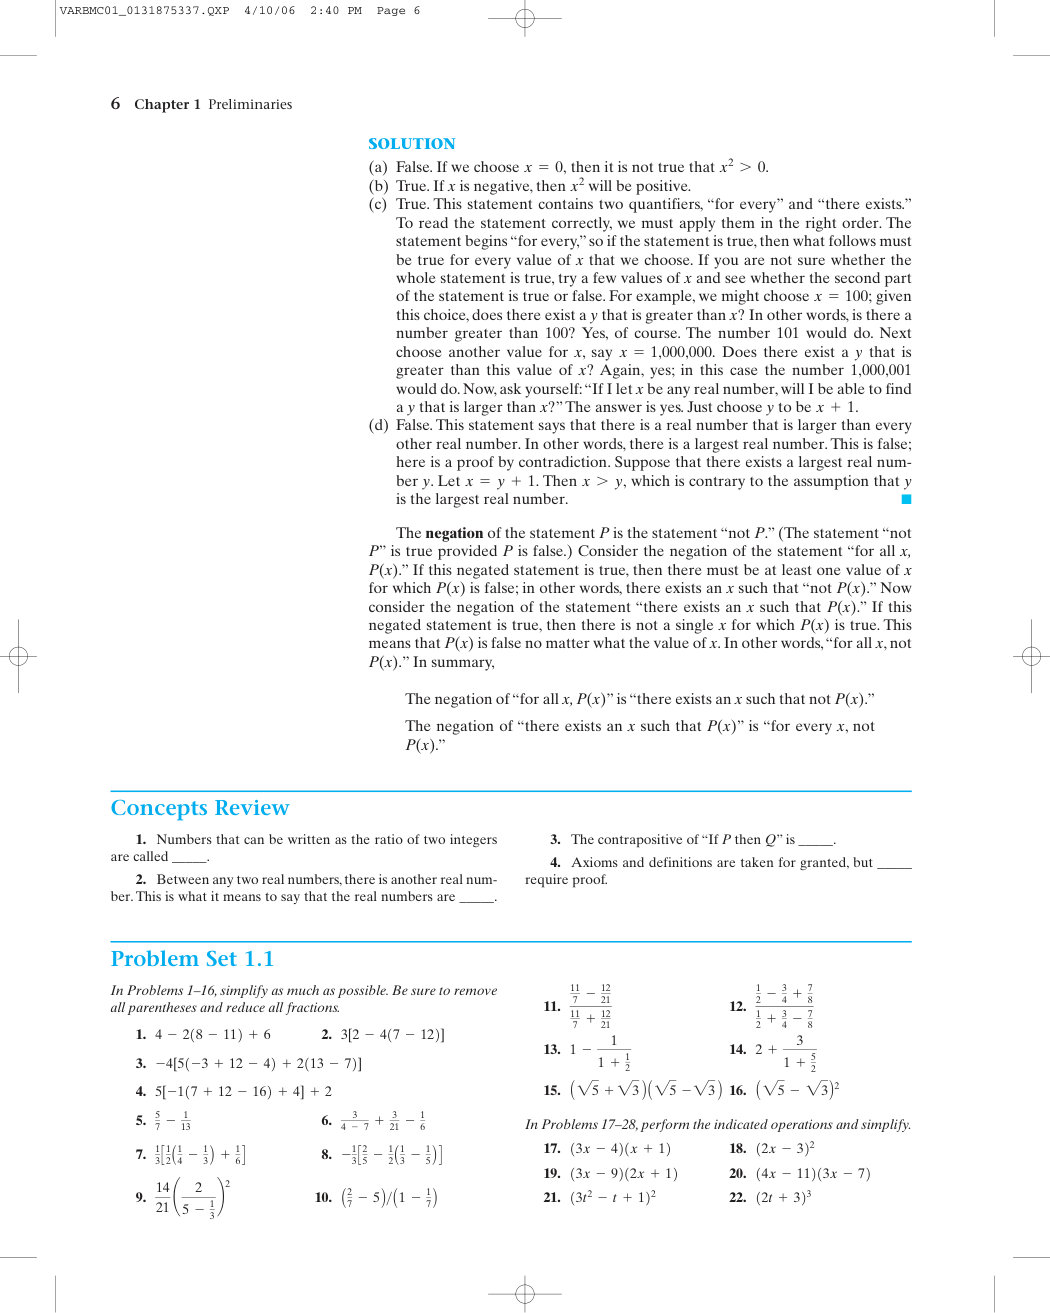 VARBMC01_0131875337.QXP 4/10/06 2:40 PM Page 6
6 Chapter 1 Preliminaries
SOLUTION
(a) False. If we choose x = 0, then it is not true that x² > 0.
(b) True. If x is negative, then x² will be positive.
(c) True. This statement contains two quantifiers, “for every” and “there exists.”
To read the statement correctly, we must apply them in the right order. The
statement begins “for every,” so if the statement is true, then what follows must
be true for every value of x that we choose. If you are not sure whether the
whole statement is true, try a few values of x and see whether the second part
of the statement is true or false. For example, we might choose x = 100; given
this choice, does there exist a y that is greater than x? In other words, is there a
number greater than 100? Yes, of course. The number 101 would do. Next
choose another value for x, say x = 1,000,000. Does there exist a y that is
greater than this value of x? Again, yes; in this case the number 1,000,001
would do. Now, ask yourself: “If I let x be any real number, will I be able to find
a y that is larger than x?” The answer is yes. Just choose y to be x + 1.
(d) False. This statement says that there is a real number that is larger than every
other real number. In other words, there is a largest real number. This is false;
here is a proof by contradiction. Suppose that there exists a largest real num-
ber y. Let x = y + 1. Then x > y, which is contrary to the assumption that y
is the largest real number.
The negation of the statement P is the statement “not P.” (The statement “not
P” is true provided P is false.) Consider the negation of the statement “for all x,
P(x).” If this negated statement is true, then there must be at least one value of x
for which P(x) is false; in other words, there exists an x such that “not P(x).” Now
consider the negation of the statement “there exists an x such that P(x).” If this
negated statement is true, then there is not a single x for which P(x) is true. This
means that P(x) is false no matter what the value of x. In other words, “for all x, not
P(x).” In summary,
The negation of “for all x, P(x)” is “there exists an x such that not P(x).”
The negation of “there exists an x such that P(x)” is “for every x, not
P(x).”
Concepts Review
1. Numbers that can be written as the ratio of two integers
are called _____.
2. Between any two real numbers, there is another real num-
ber. This is what it means to say that the real numbers are _____.
3. The contrapositive of “If P then Q” is _____.
4. Axioms and definitions are taken for granted, but _____
require proof.
Problem Set 1.1
In Problems 1–16, simplify as much as possible. Be sure to remove
all parentheses and reduce all fractions.
1. 4 − 2(8 − 11) + 6 2. 3[2 − 4(7 − 12)]
3. −4[5(−3 + 12 − 4) + 2(13 − 7)]
4. 5[−1(7 + 12 − 16) + 4] + 2
5. 5/7 − 1/13 6. 3/(4 − 7) + 3/21 − 1/6
7. 1/3[1/2(1/4 − 1/3) + 1/6] 8. −1/3[2/5 − 1/2(1/3 − 1/5)]
9. 14/21 (2/(5 − 1/3))² 10. (2/7 − 5)/(1 − 1/7)
11. (11/7 − 12/21)/(11/7 + 12/21) 12. (1/2 − 3/4 + 7/8)/(1/2 + 3/4 − 7/8)
13. 1 − 1/(1 + 1/2) 14. 2 + 3/(1 + 5/2)
15. (√5 + √3)(√5 − √3) 16. (√5 − √3)²
In Problems 17–28, perform the indicated operations and simplify.
17. (3x − 4)(x + 1) 18. (2x − 3)²
19. (3x − 9)(2x + 1) 20. (4x − 11)(3x − 7)
21. (3t² − t + 1)² 22. (2t + 3)³